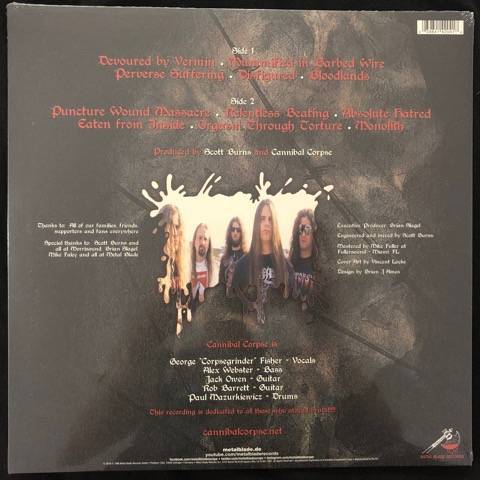 Side 1
Devoured by Vermin . Mummified in Barbed Wire
Perverse Suffering . Disfigured . Bloodlands
Side 2
Puncture Wound Massacre . Relentless Beating . Absolute Hatred
Eaten from Inside . Orgasm Through Torture . Monolith
Produced by Scott Burns and Cannibal Corpse
Thanks to: All of our families, friends,
supporters and fans everywhere
Special thanks to: Scott Burns and
all at Morrisound, Brian Slagel,
Mike Faley and all at Metal Blade
Executive Producer: Brian Slagel
Engineered and mixed by Scott Burns
Mastered by Mike Fuller at
Fullersound - Miami FL
Cover Art by Vincent Locke
Design by Brian J Ames
Cannibal Corpse is
George "Corpsegrinder" Fisher - Vocals
Alex Webster - Bass
Jack Owen - Guitar
Rob Barrett - Guitar
Paul Mazurkiewicz - Drums
This recording is dedicated to all those who
cannibalcorpse.net
metalblade.de
youtube.com/metalbladerecords
METAL BLADE RECORDS